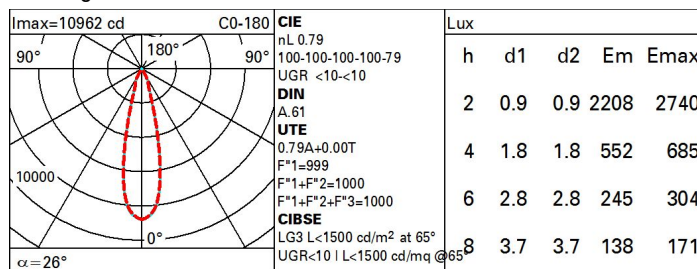 Imax=10962 cd C0-180
90° 180° 90°
10000
0°
α=26°
CIE
nL 0.79
100-100-100-100-79
UGR <10-<10
DIN
A.61
UTE
0.79A+0.00T
F"1=999
F"1+F"2=1000
F"1+F"2+F"3=1000
CIBSE
LG3 L<1500 cd/m² at 65°
UGR<10 | L<1500 cd/mq @65°
Lux
h d1 d2 Em Emax
2 0.9 0.9 2208 2740
4 1.8 1.8 552 685
6 2.8 2.8 245 304
8 3.7 3.7 138 171